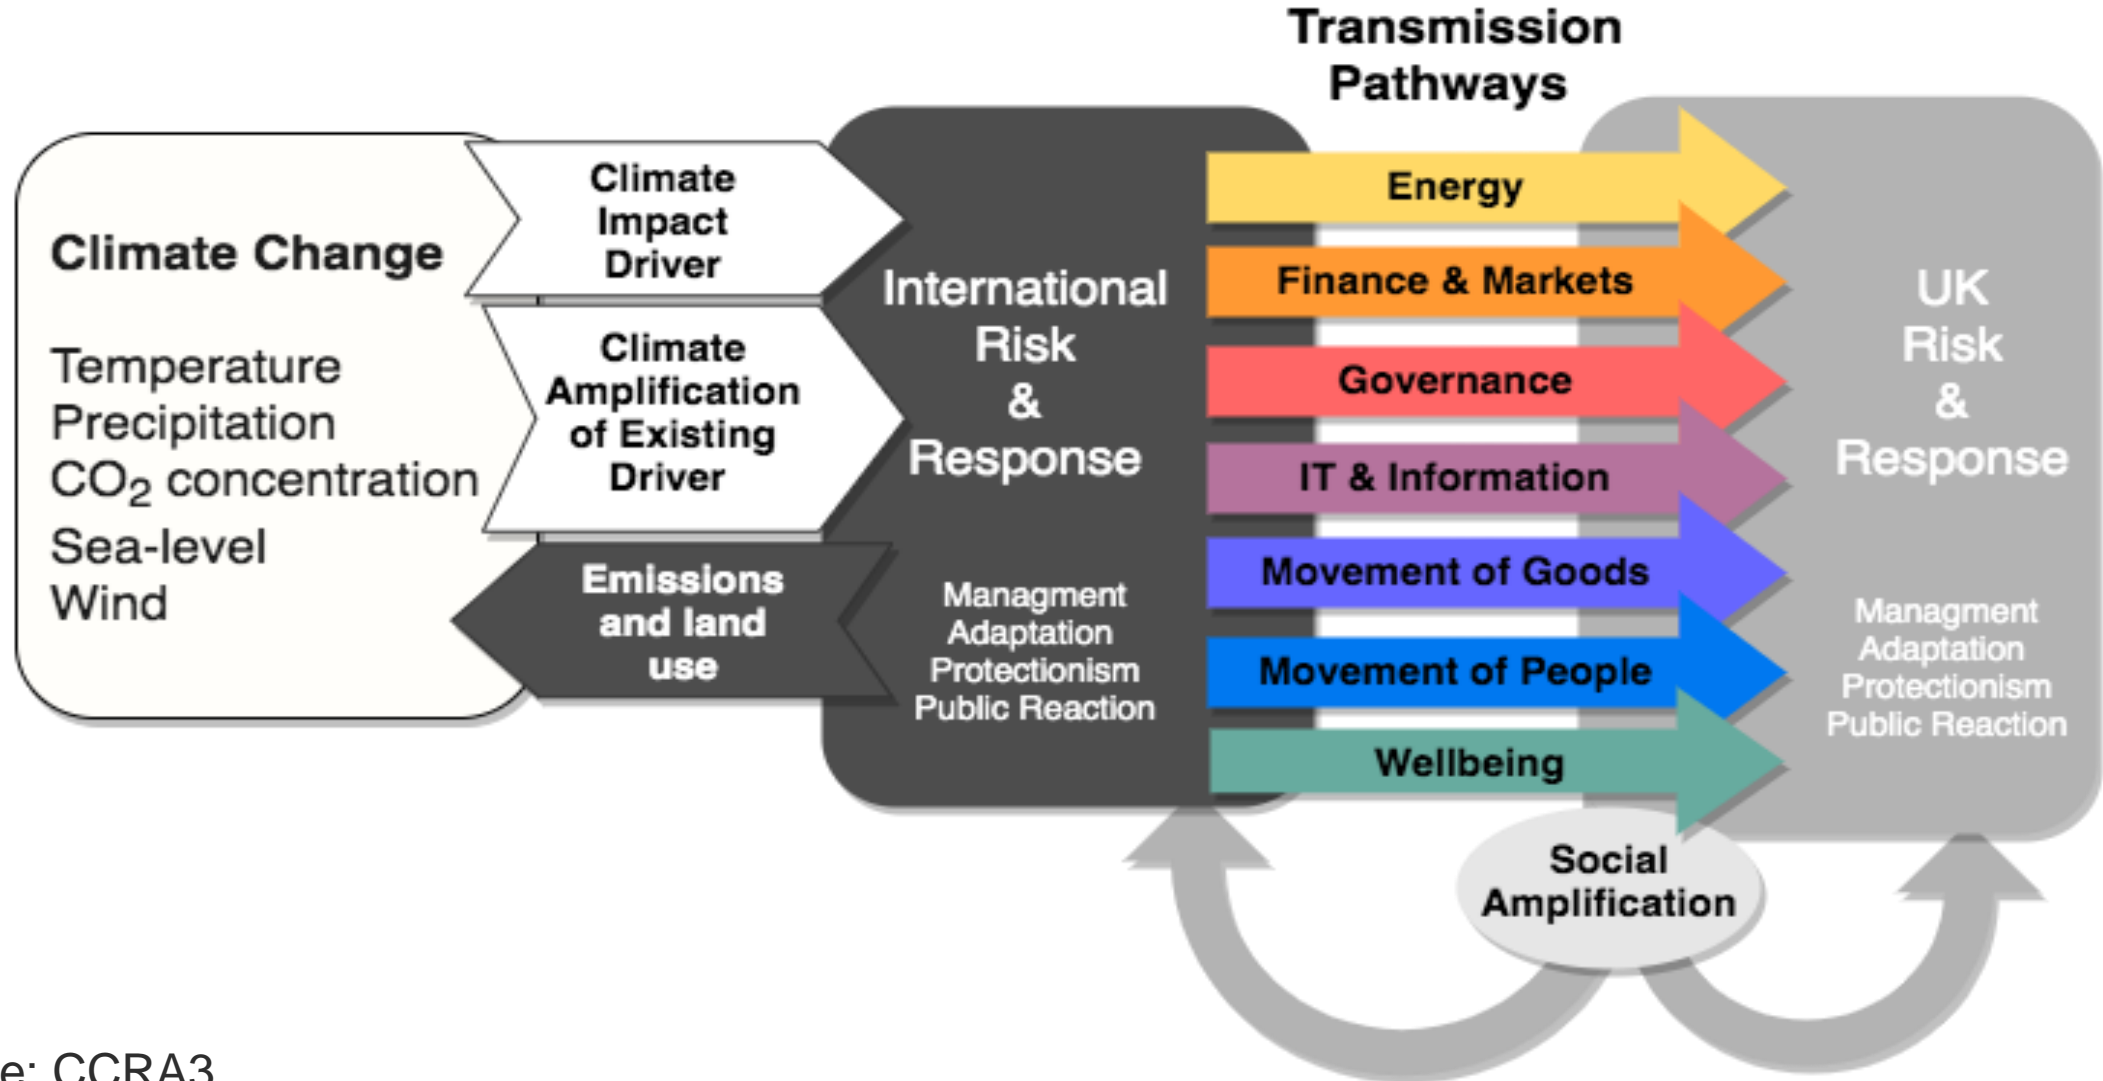 Transmission
Pathways
Climate Change
Temperature
Precipitation
CO₂ concentration
Sea-level
Wind
Climate
Impact
Driver
Climate
Amplification
of Existing
Driver
Emissions
and land
use
International
Risk
&
Response
Managment
Adaptation
Protectionism
Public Reaction
Energy
Finance & Markets
Governance
IT & Information
Movement of Goods
Movement of People
Wellbeing
UK
Risk
&
Response
Managment
Adaptation
Protectionism
Public Reaction
Social
Amplification
e: CCRA3